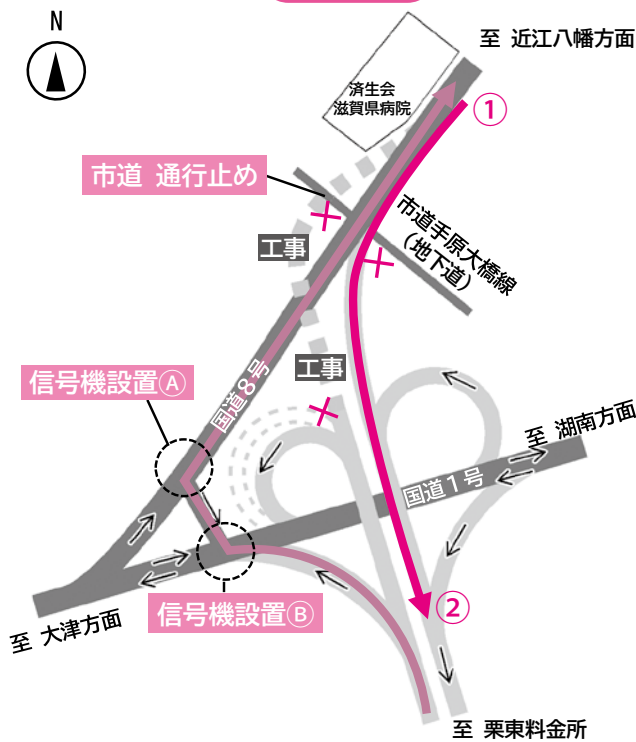 N
至 近江八幡方面
済生会
滋賀県病院
①
市道 通行止め
市道手原大橋線
（地下道）
工事
工事
信号機設置Ⓐ
国道８号
至 湖南方面
国道１号
信号機設置Ⓑ
②
至 大津方面
至 栗東料金所